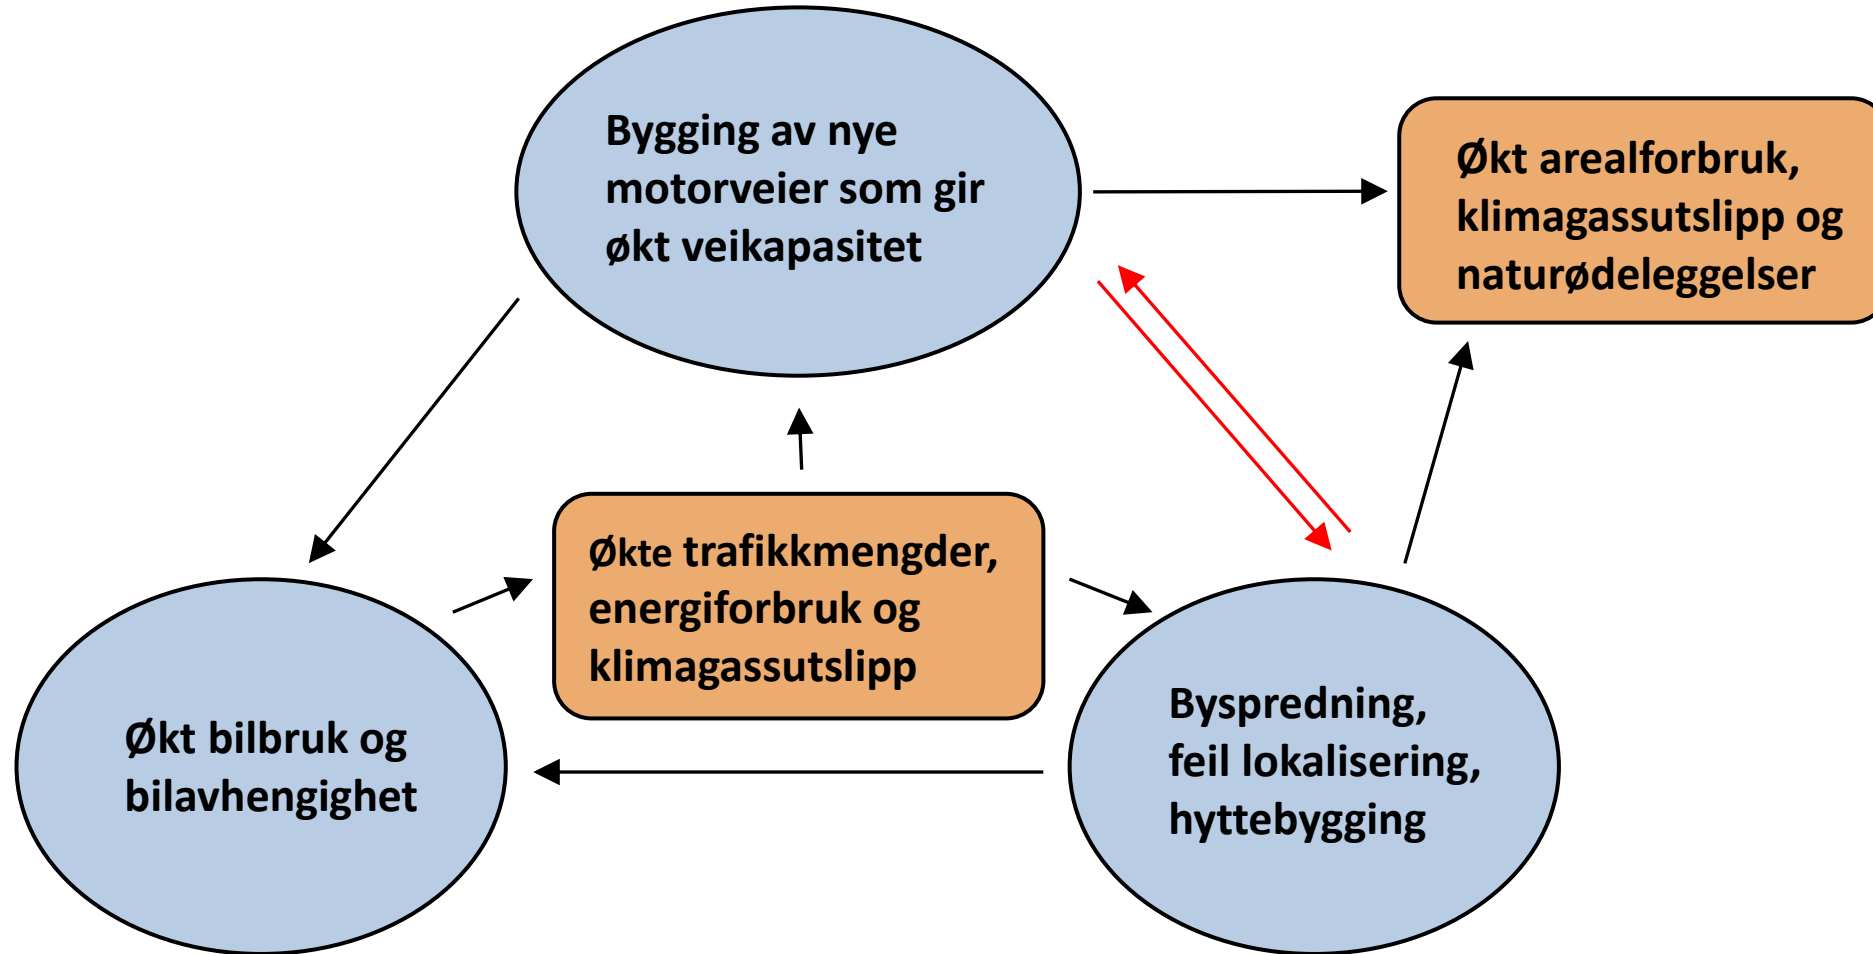 Bygging av nye
motorveier som gir
økt veikapasitet
Økt arealforbruk,
klimagassutslipp og
naturødeleggelser
Økte trafikkmengder,
energiforbruk og
klimagassutslipp
Økt bilbruk og
bilavhengighet
Byspredning,
feil lokalisering,
hyttebygging